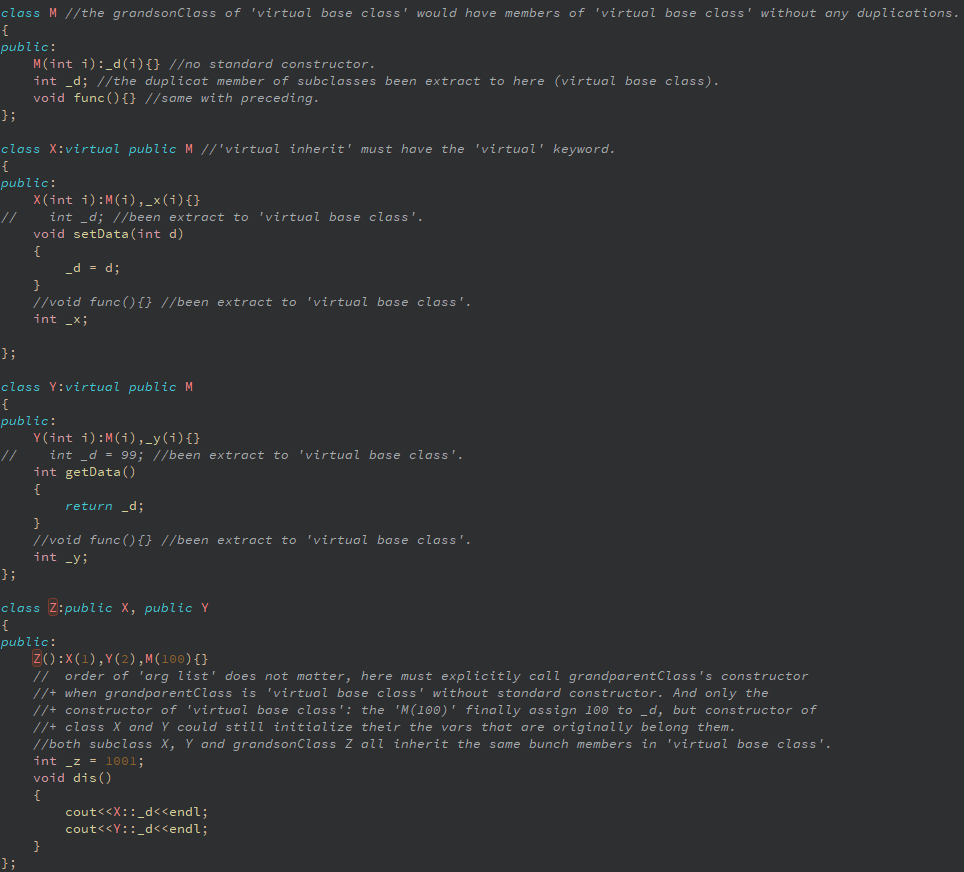 class M //the grandsonClass of 'virtual base class' would have members of 'virtual base class' without any duplications.
{
public:
    M(int i):_d(i){} //no standard constructor.
    int _d; //the duplicat member of subclasses been extract to here (virtual base class).
    void func(){} //same with preceding.
};

class X:virtual public M //'virtual inherit' must have the 'virtual' keyword.
{
public:
    X(int i):M(i),_x(i){}
//    int _d; //been extract to 'virtual base class'.
    void setData(int d)
    {
        _d = d;
    }
    //void func(){} //been extract to 'virtual base class'.
    int _x;

};

class Y:virtual public M
{
public:
    Y(int i):M(i),_y(i){}
//    int _d = 99; //been extract to 'virtual base class'.
    int getData()
    {
        return _d;
    }
    //void func(){} //been extract to 'virtual base class'.
    int _y;
};

class Z:public X, public Y
{
public:
    Z():X(1),Y(2),M(100){}
    //  order of 'arg list' does not matter, here must explicitly call grandparentClass's constructor
    //+ when grandparentClass is 'virtual base class' without standard constructor. And only the
    //+ constructor of 'virtual base class': the 'M(100)' finally assign 100 to _d, but constructor of
    //+ class X and Y could still initialize their the vars that are originally belong them.
    //both subclass X, Y and grandsonClass Z all inherit the same bunch members in 'virtual base class'.
    int _z = 1001;
    void dis()
    {
        cout<<X::_d<<endl;
        cout<<Y::_d<<endl;
    }
};